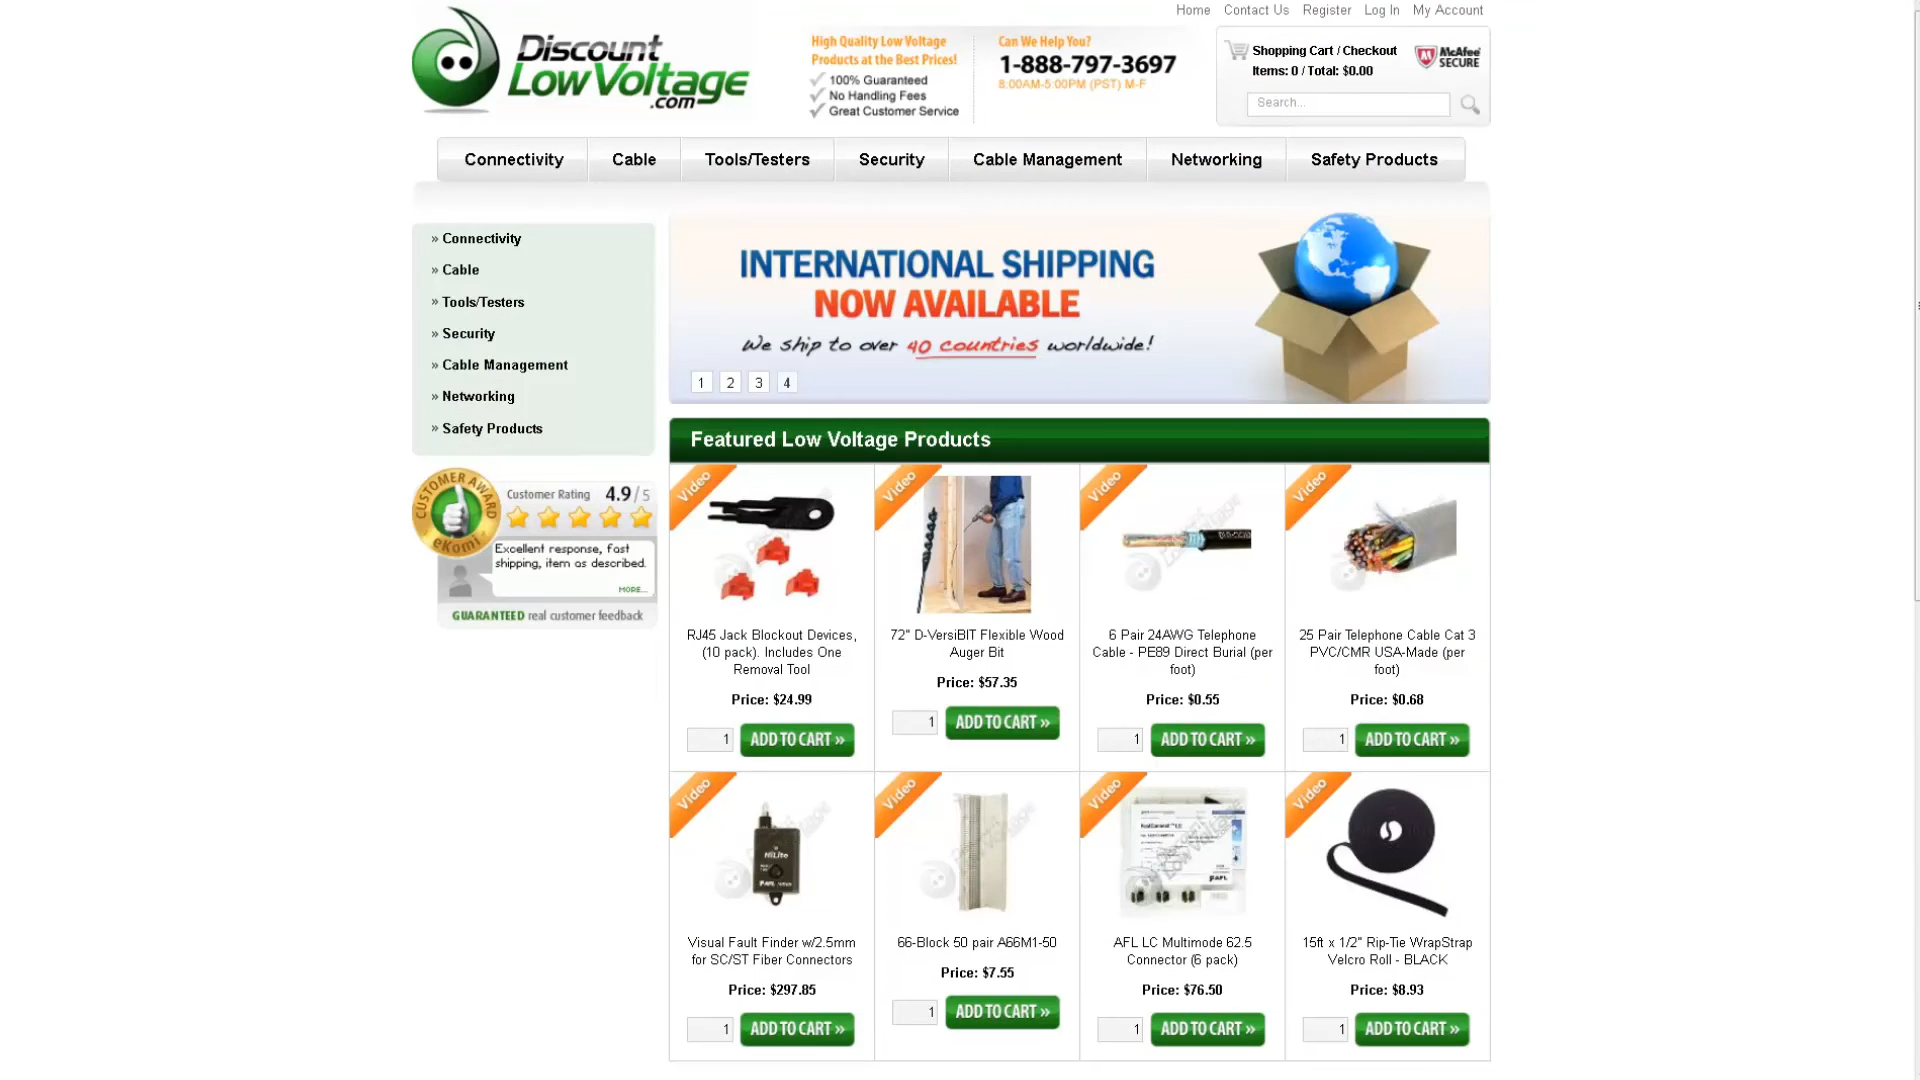 Home Contact Us Register Log In My Account
Discount
LowVoltage
.com
High Quality Low Voltage
Products at the Best Prices!
100% Guaranteed
No Handling Fees
Great Customer Service
Can We Help You?
1-888-797-3697
8:00AM-5:00PM (PST) M-F
Shopping Cart / Checkout
Items: 0 / Total: $0.00
McAfee
SECURE
Search...
Connectivity Cable Tools/Testers Security Cable Management Networking Safety Products
» Connectivity
» Cable
» Tools/Testers
» Security
» Cable Management
» Networking
» Safety Products
INTERNATIONAL SHIPPING
NOW AVAILABLE
We ship to over 40 countries worldwide!
1 2 3 4
CUSTOMER AWARD
eKomi
Customer Rating 4.9/5
Excellent response, fast
shipping, item as described.
MORE...
GUARANTEED real customer feedback
Featured Low Voltage Products
Video Video Video Video
RJ45 Jack Blockout Devices,
(10 pack). Includes One
Removal Tool
Price: $24.99
1 ADD TO CART »
72" D-VersiBIT Flexible Wood
Auger Bit
Price: $57.35
1 ADD TO CART »
6 Pair 24AWG Telephone
Cable - PE89 Direct Burial (per
foot)
Price: $0.55
1 ADD TO CART »
25 Pair Telephone Cable Cat 3
PVC/CMR USA-Made (per
foot)
Price: $0.68
1 ADD TO CART »
Video Video Video Video
HiLite
AFL
Visual Fault Finder w/2.5mm
for SC/ST Fiber Connectors
Price: $297.85
1 ADD TO CART »
66-Block 50 pair A66M1-50
Price: $7.55
1 ADD TO CART »
AFL
AFL LC Multimode 62.5
Connector (6 pack)
Price: $76.50
1 ADD TO CART »
15ft x 1/2" Rip-Tie WrapStrap
Velcro Roll - BLACK
Price: $8.93
1 ADD TO CART »